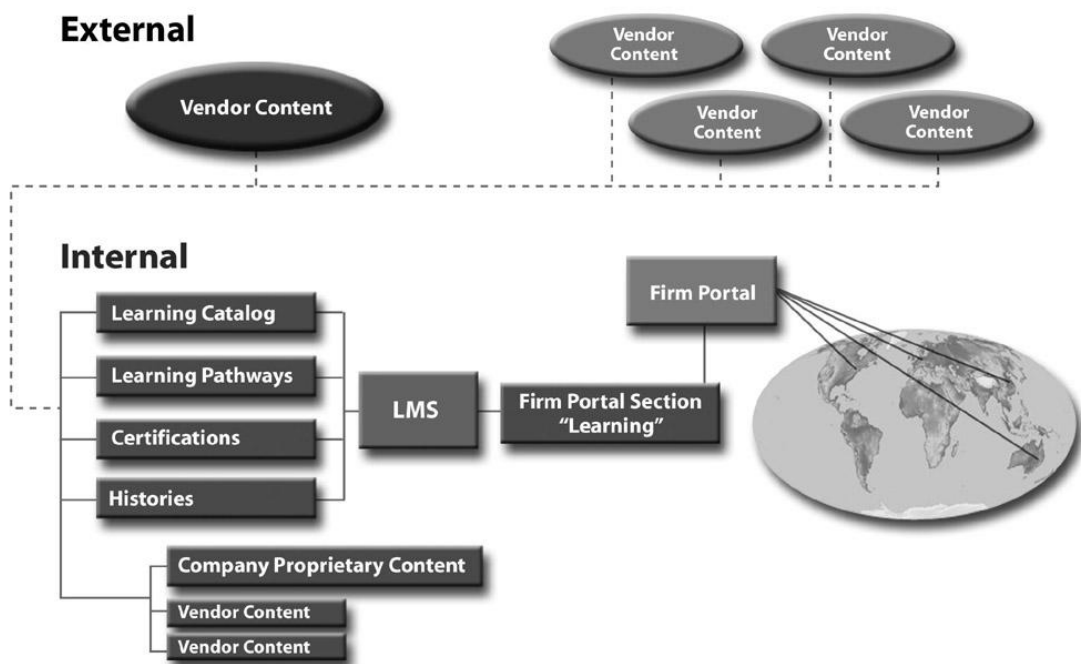 External
Vendor Content
Vendor
Content
Vendor
Content
Vendor
Content
Vendor
Content
Internal
Learning Catalog
Learning Pathways
Certifications
Histories
LMS
Firm Portal Section
“Learning”
Firm Portal
Company Proprietary Content
Vendor Content
Vendor Content